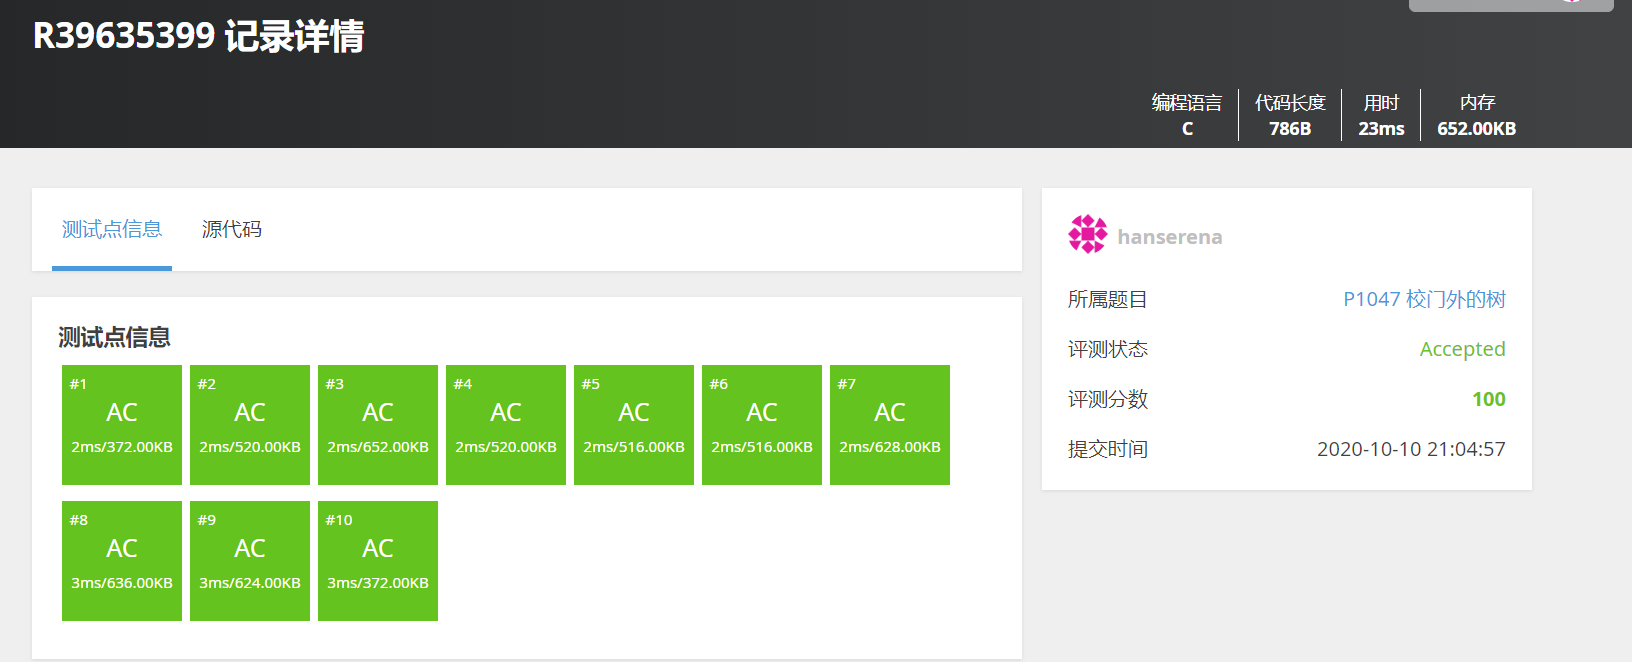 R39635399 记录详情
编程语言 代码长度 用时 内存
C 786B 23ms 652.00KB
测试点信息 源代码
测试点信息
#1 #2 #3 #4 #5 #6 #7
AC AC AC AC AC AC AC
2ms/372.00KB 2ms/520.00KB 2ms/652.00KB 2ms/520.00KB 2ms/516.00KB 2ms/516.00KB 2ms/628.00KB
#8 #9 #10
AC AC AC
3ms/636.00KB 3ms/624.00KB 3ms/372.00KB
hanserena
所属题目 P1047 校门外的树
评测状态 Accepted
评测分数 100
提交时间 2020-10-10 21:04:57